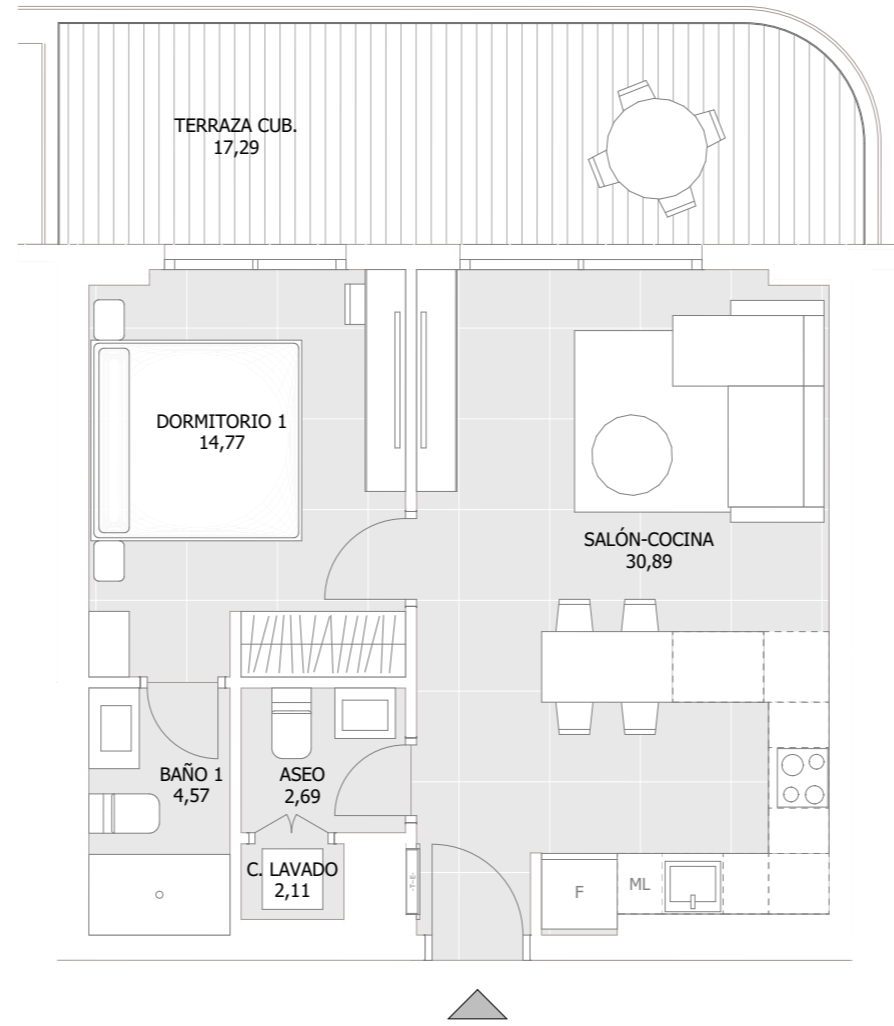 TERRAZA CUB.
17,29
DORMITORIO 1
14,77
SALÓN-COCINA
30,89
BAÑO 1
4,57
ASEO
2,69
C. LAVADO
2,11
-T-E-
F
ML